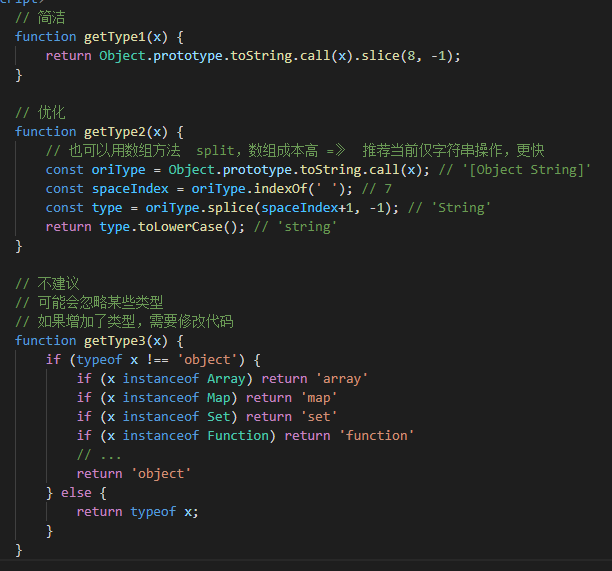 // 简洁
function getType1(x) {
    return Object.prototype.toString.call(x).slice(8, -1);
}

// 优化
function getType2(x) {
    // 也可以用数组方法  split, 数组成本高 =》  推荐当前仅字符串操作, 更快
    const oriType = Object.prototype.toString.call(x); // '[Object String]'
    const spaceIndex = oriType.indexOf(' '); // 7
    const type = oriType.splice(spaceIndex+1, -1); // 'String'
    return type.toLowerCase(); // 'string'
}

// 不建议
// 可能会忽略某些类型
// 如果增加了类型, 需要修改代码
function getType3(x) {
    if (typeof x !== 'object') {
        if (x instanceof Array) return 'array'
        if (x instanceof Map) return 'map'
        if (x instanceof Set) return 'set'
        if (x instanceof Function) return 'function'
        // ...
        return 'object'
    } else {
        return typeof x;
    }
}